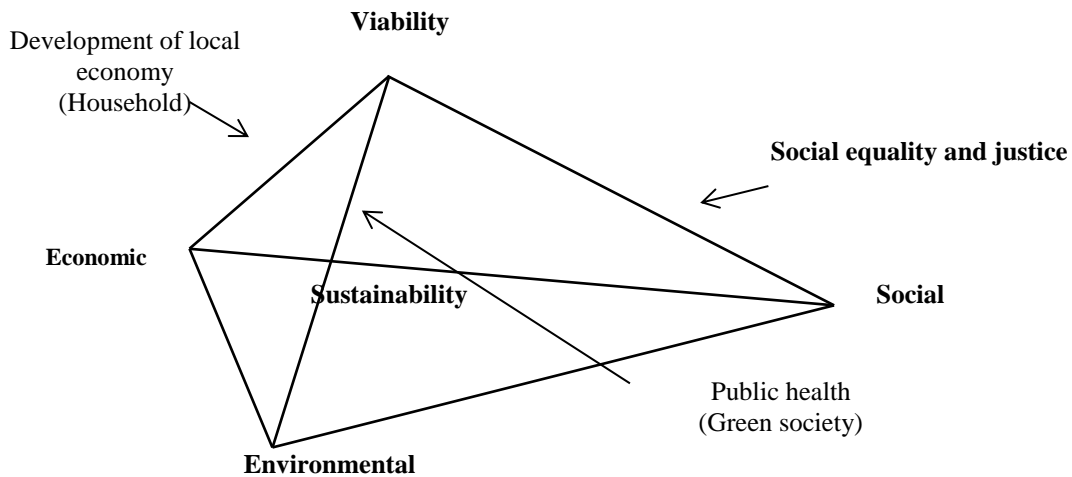 Viability
Development of local
economy
(Household)
Social equality and justice
Economic
Sustainability
Social
Public health
(Green society)
Environmental